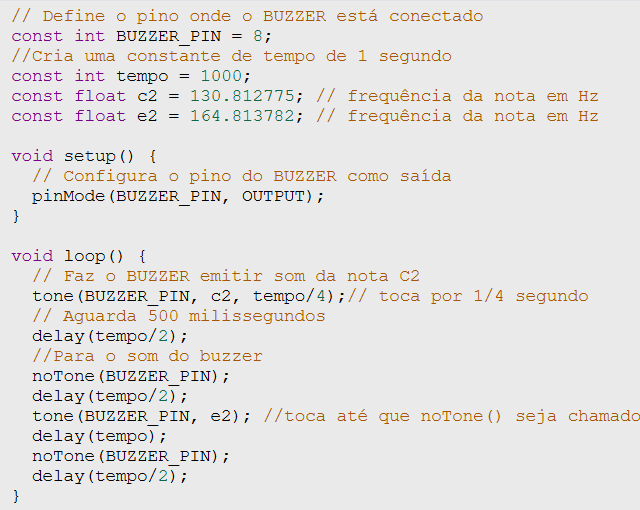 // Define o pino onde o BUZZER está conectado
const int BUZZER_PIN = 8;
//Cria uma constante de tempo de 1 segundo
const int tempo = 1000;
const float c2 = 130.812775; // frequência da nota em Hz
const float e2 = 164.813782; // frequência da nota em Hz

void setup() {
  // Configura o pino do BUZZER como saída
  pinMode(BUZZER_PIN, OUTPUT);
}

void loop() {
  // Faz o BUZZER emitir som da nota C2
  tone(BUZZER_PIN, c2, tempo/4);// toca por 1/4 segundo
  // Aguarda 500 milissegundos
  delay(tempo/2);
  //Para o som do buzzer
  noTone(BUZZER_PIN);
  delay(tempo/2);
  tone(BUZZER_PIN, e2); //toca até que noTone() seja chamado
  delay(tempo);
  noTone(BUZZER_PIN);
  delay(tempo/2);
}